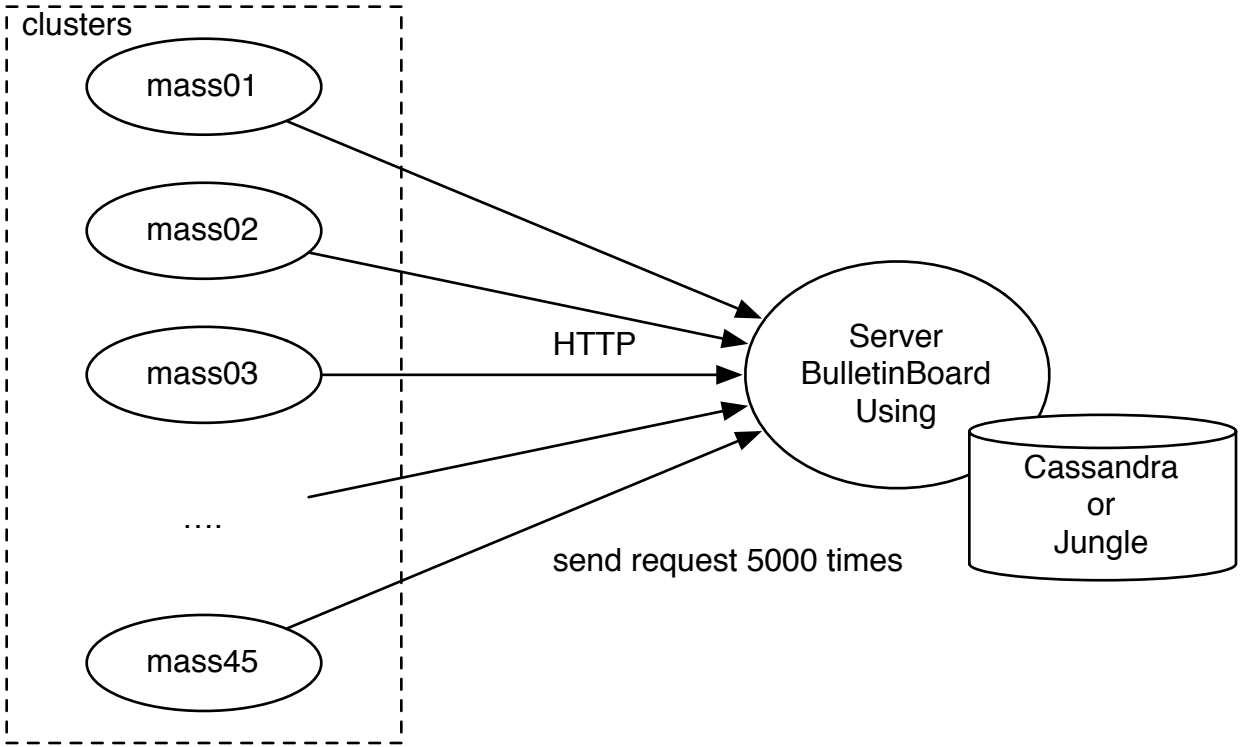 clusters
mass01
mass02
mass03
....
mass45
HTTP
send request 5000 times
Server
BulletinBoard
Using
Cassandra
or
Jungle